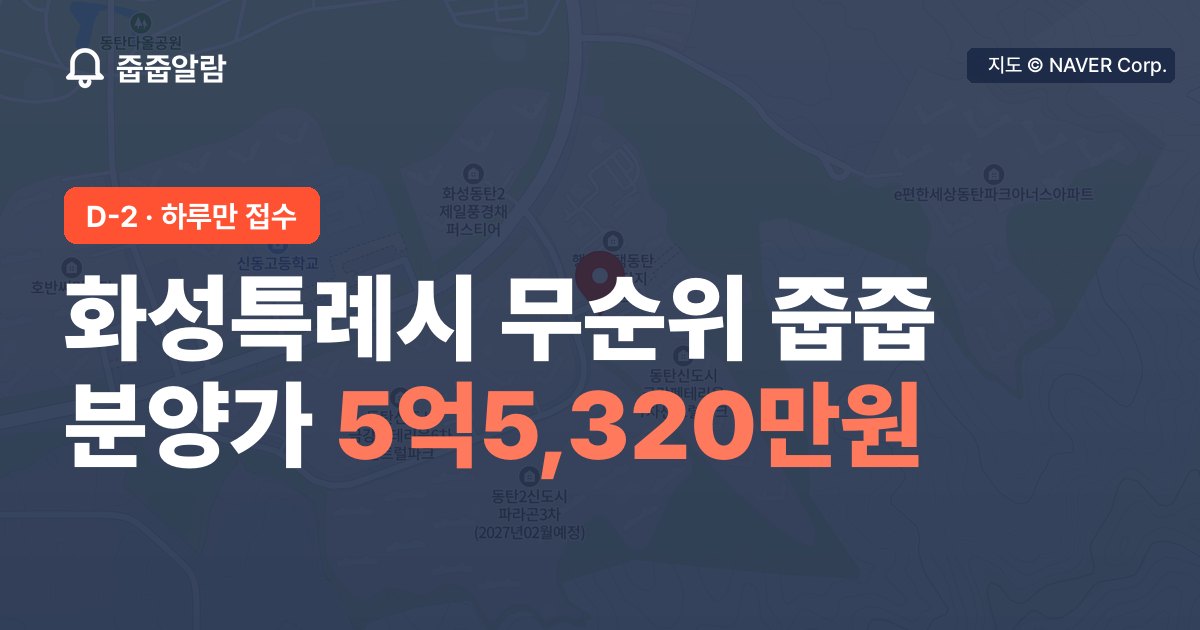 동탄다올공원
줍줍알람
지도 © NAVER Corp.
화성동탄2
제일풍경채
퍼스티어
e편한세상동탄파크아너스아파트
D-2 · 하루만 접수
신동고등학교
화성특례시 무순위 줍줍
분양가 5억5,320만원
동탄신도시
동탄2신도시
파라곤3차
(2027년02월예정)